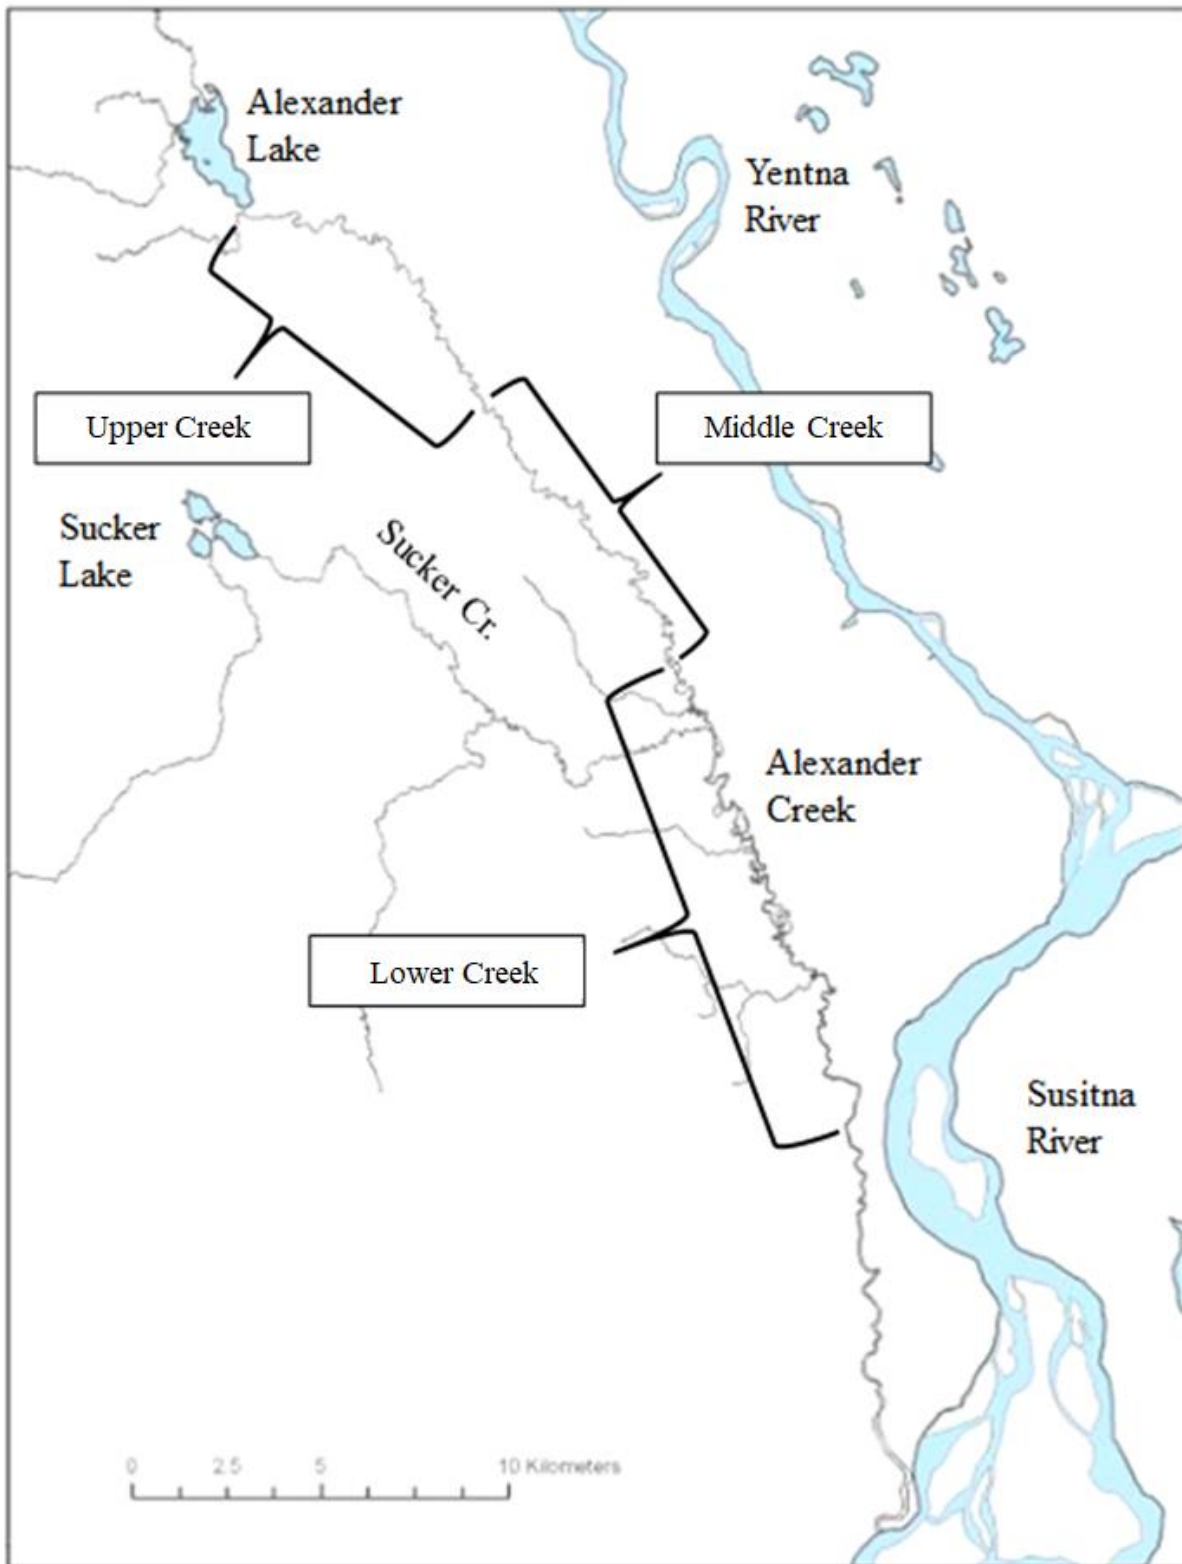 Alexander
Lake
Yentna
River
Upper Creek
Middle Creek
Sucker
Lake
Sucker Cr.
Alexander
Creek
Lower Creek
Susitna
River
0 2.5 5 10 Kilometers